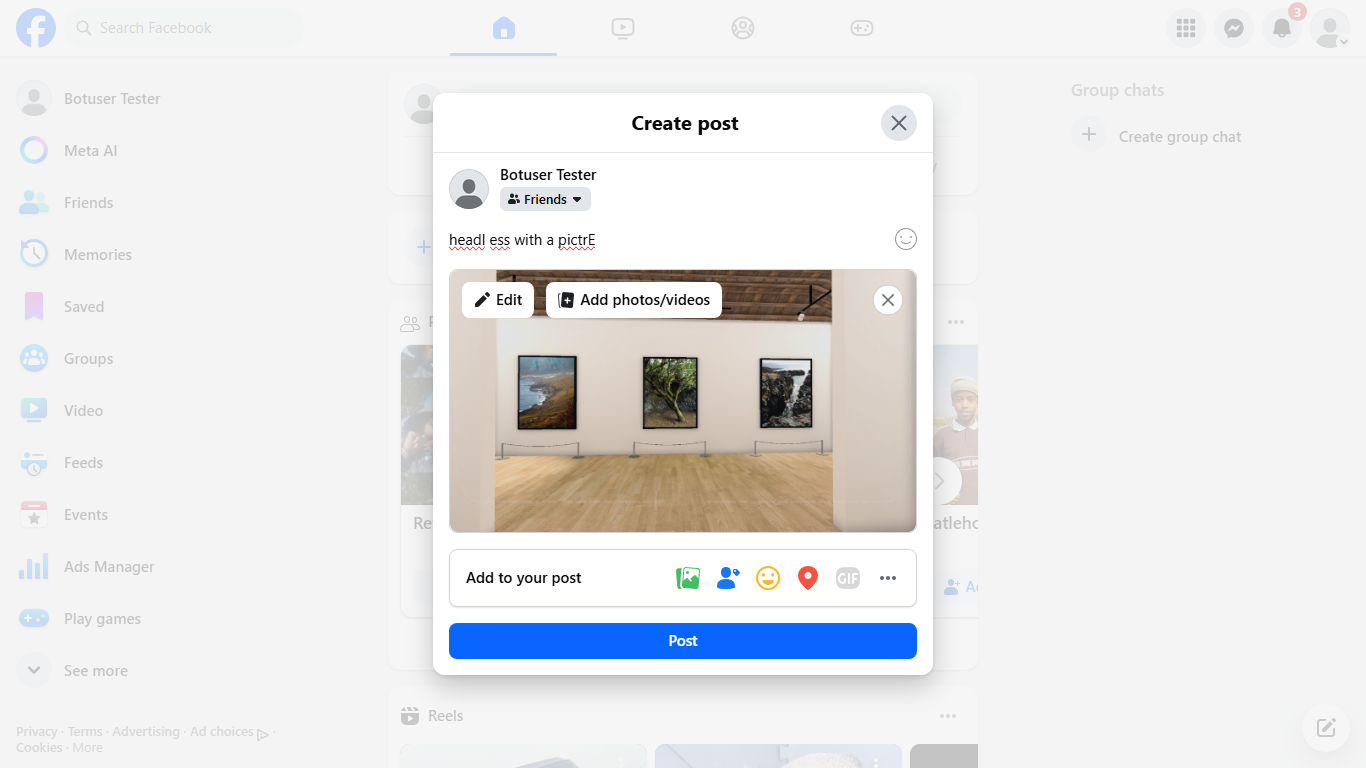 Search Facebook
3
Botuser Tester
Meta AI
Friends
Memories
Saved
Groups
Video
Feeds
Events
Ads Manager
Play games
See more
Privacy · Terms · Advertising · Ad choices ·
Cookies · More
Create post
Botuser Tester
Friends
headl ess with a pictrE
Edit
Add photos/videos
Add to your post
GIF
Post
Reels
Group chats
Create group chat